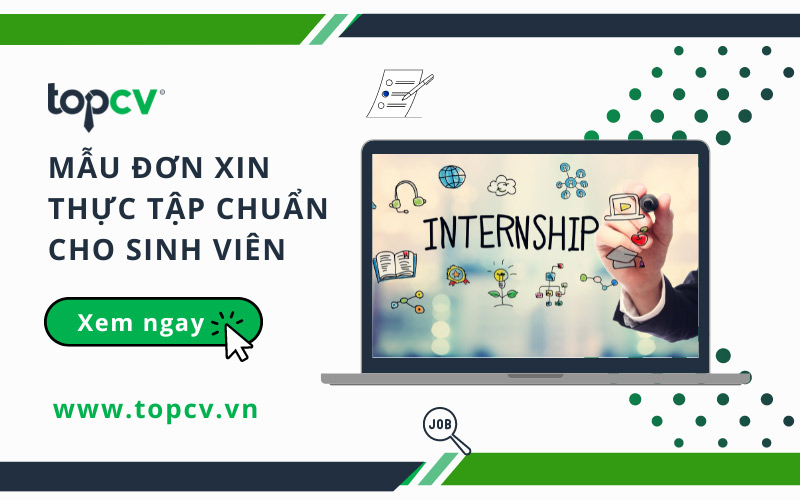 topcv
MẪU ĐƠN XIN
THỰC TẬP CHUẨN
CHO SINH VIÊN
Xem ngay
www.topcv.vn
INTERNSHIP
JOB